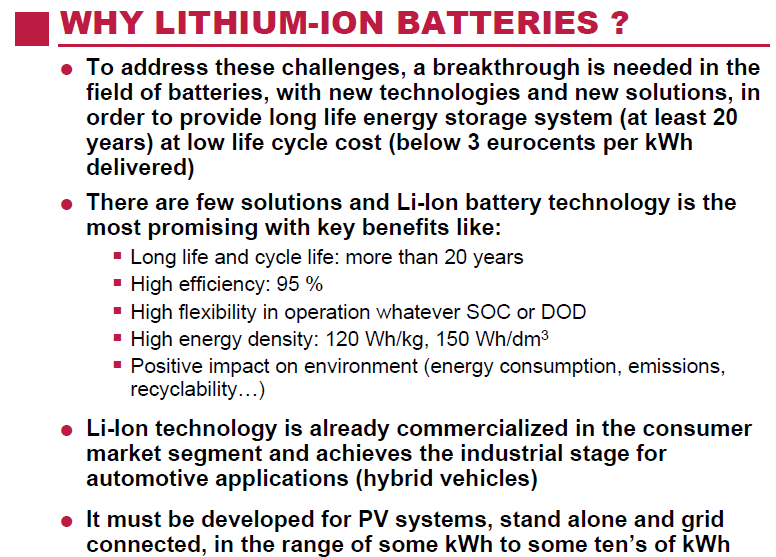 WHY LITHIUM-ION BATTERIES ?
● To address these challenges, a breakthrough is needed in the
field of batteries, with new technologies and new solutions, in
order to provide long life energy storage system (at least 20
years) at low life cycle cost (below 3 eurocents per kWh
delivered)
● There are few solutions and Li-Ion battery technology is the
most promising with key benefits like:
▪ Long life and cycle life: more than 20 years
▪ High efficiency: 95 %
▪ High flexibility in operation whatever SOC or DOD
▪ High energy density: 120 Wh/kg, 150 Wh/dm³
▪ Positive impact on environment (energy consumption, emissions,
recyclability…)
● Li-Ion technology is already commercialized in the consumer
market segment and achieves the industrial stage for
automotive applications (hybrid vehicles)
● It must be developed for PV systems, stand alone and grid
connected, in the range of some kWh to some ten’s of kWh